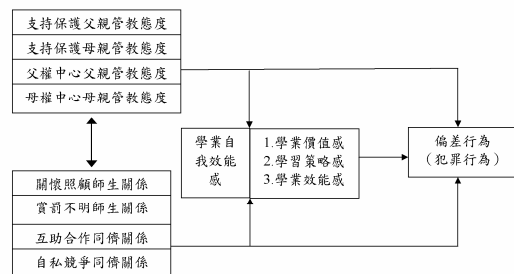 支持保護父親管教態度
支持保護母親管教態度
父權中心父親管教態度
母權中心母親管教態度
學業自
我效能
感
1.學業價值感
2.學習策略感
3.學業效能感
偏差行為
（犯罪行為）
關懷照顧師生關係
賞罰不明師生關係
互助合作同儕關係
自私競爭同儕關係